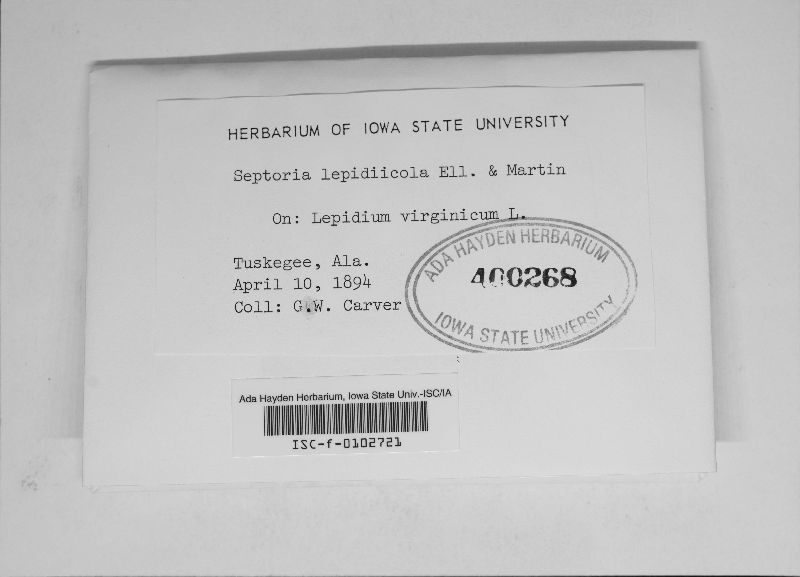 HERBARIUM OF IOWA STATE UNIVERSITY
Septoria lepidiicola Ell. & Martin
On: Lepidium virginicum L.
Tuskegee, Ala.
April 10, 1894
Coll: G.W. Carver
ADA HAYDEN HERBARIUM
400268
IOWA STATE UNIVERSITY
Ada Hayden Herbarium, Iowa State Univ.-ISC/IA
ISC-f-0102721